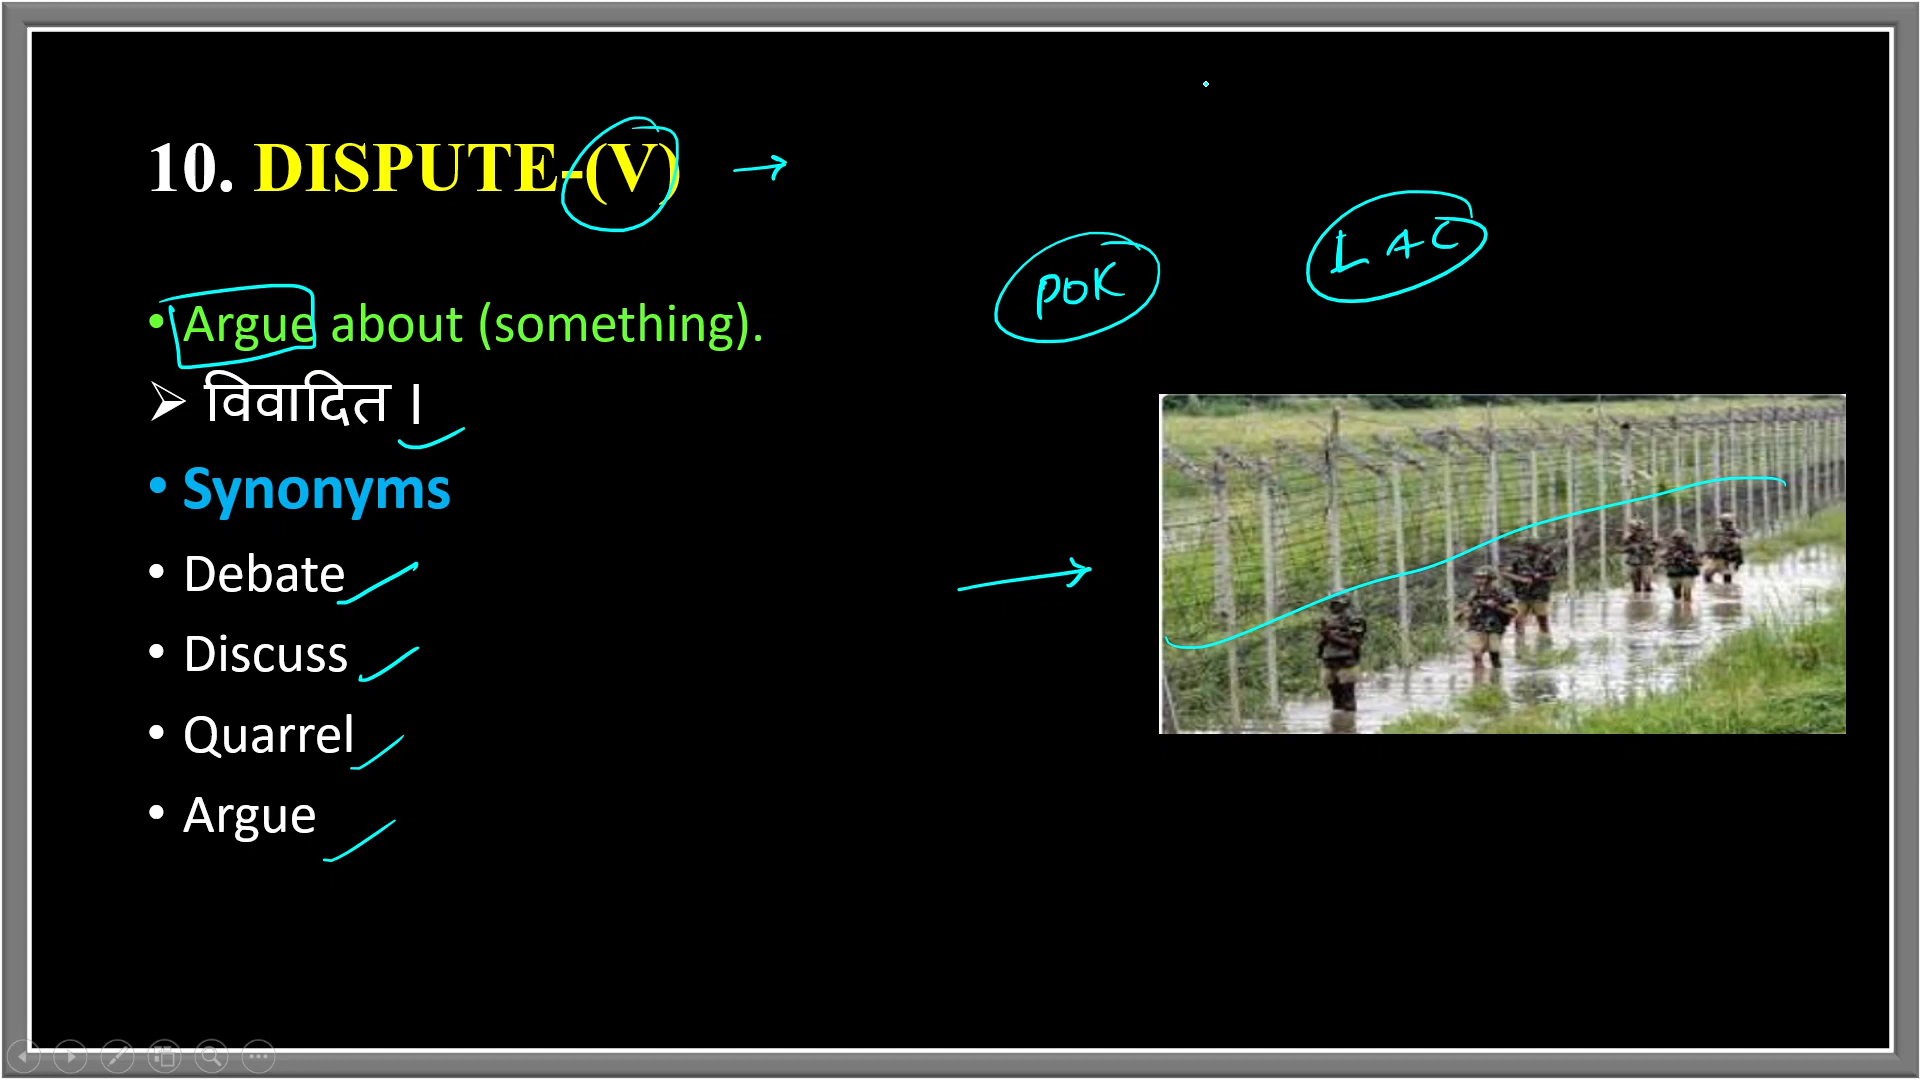 10. DISPUTE-(V)
LAC
POK
• Argue about (something).
➢ विवादित ।
• Synonyms
• Debate
• Discuss
• Quarrel
• Argue